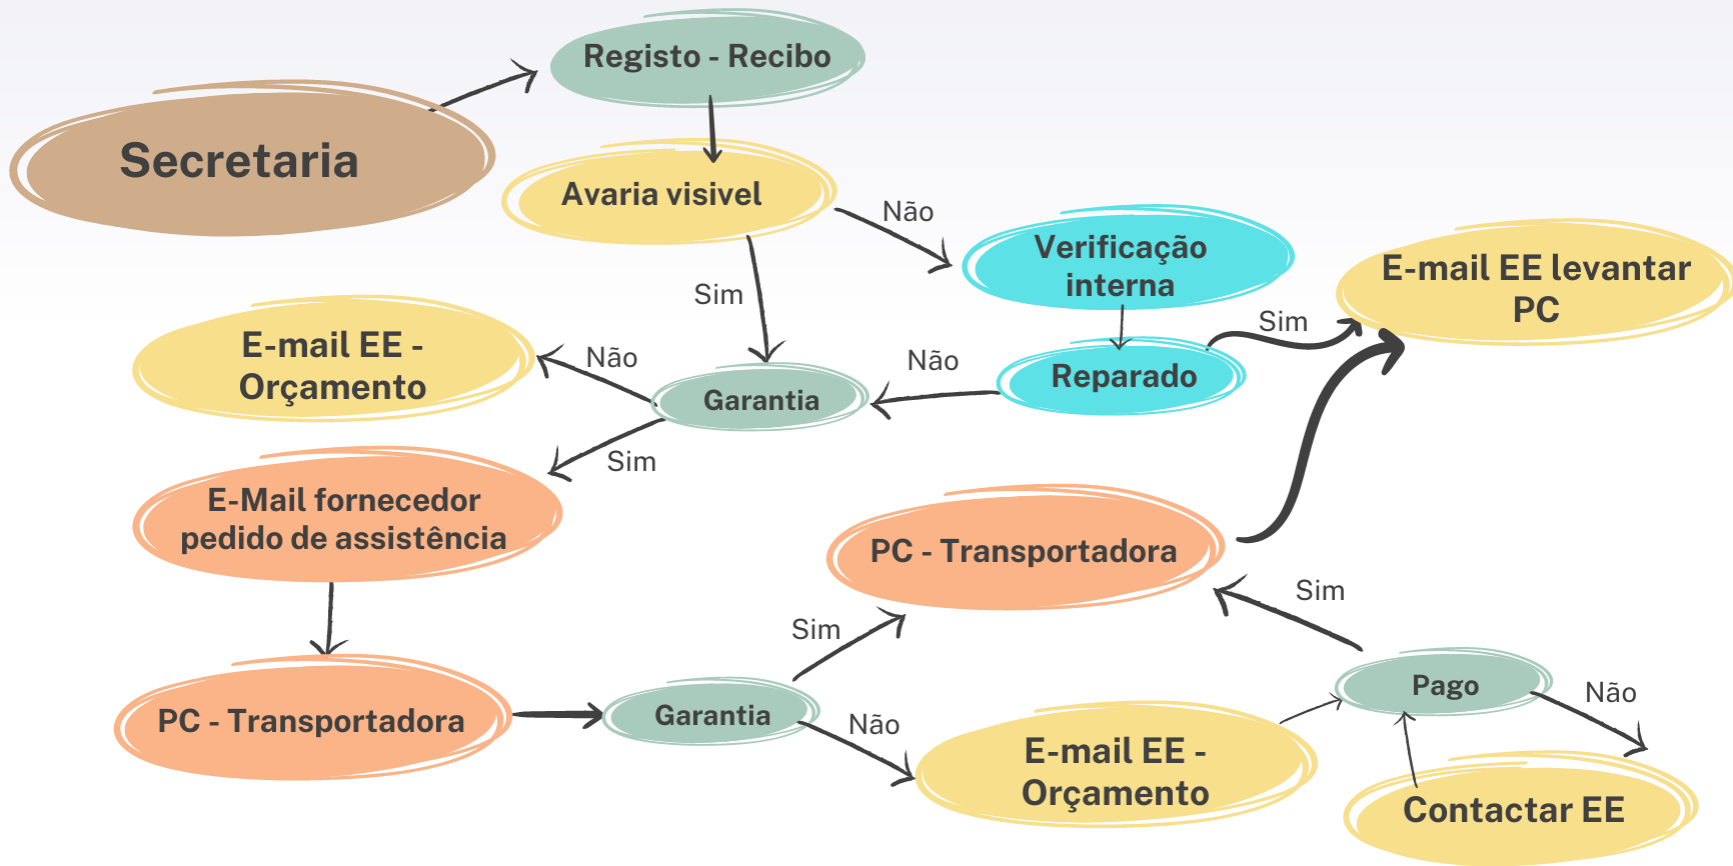 Registo - Recibo
Secretaria
Avaria visivel
Não
Verificação
interna
E-mail EE levantar
PC
Sim
Sim
E-mail EE -
Orçamento
Não
Não
Reparado
Garantia
Sim
E-Mail fornecedor
pedido de assistência
PC - Transportadora
Sim
Sim
PC - Transportadora
Garantia
Não
E-mail EE -
Orçamento
Pago
Não
Contactar EE